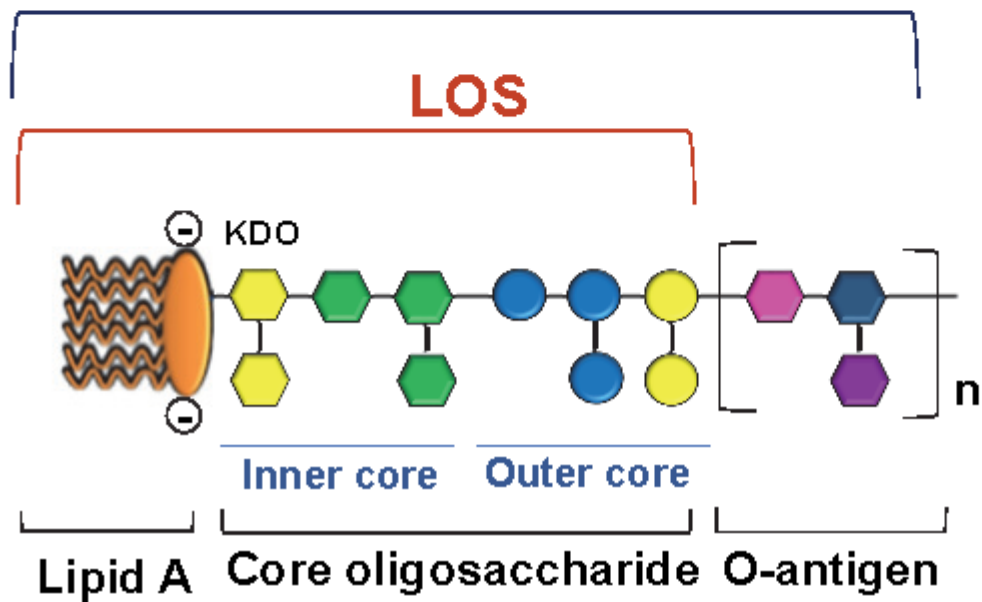 LOS
-
KDO
n
-
Inner core
Outer core
Lipid A
Core oligosaccharide
O-antigen